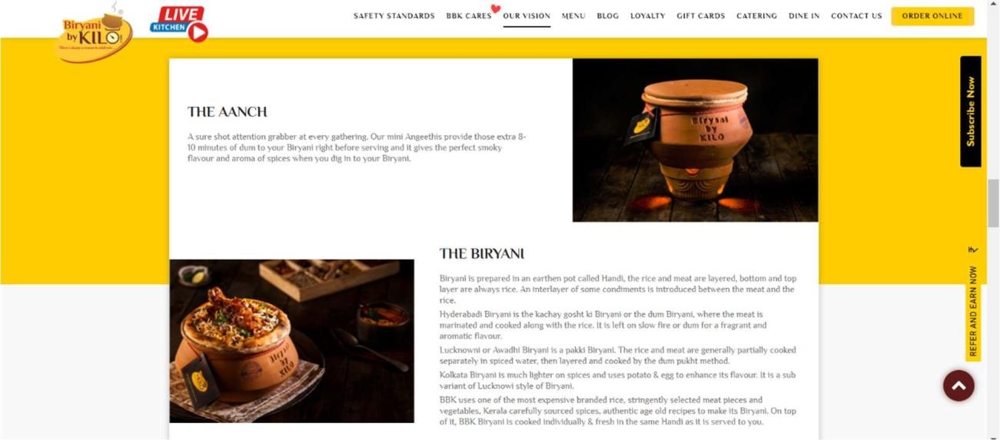 Biryani
by KILO
There's always a reason to celebrate...
LIVE
KITCHEN
SAFETY STANDARDS
BBK CARES
OUR VISION
MENU
BLOG
LOYALTY
GIFT CARDS
CATERING
DINE IN
CONTACT US
ORDER ONLINE
THE AANCH
A sure shot attention grabber at every gathering. Our mini Angeethis provide those extra 8-
10 minutes of dum to your Biryani right before serving and it gives the perfect smoky
flavour and aroma of spices when you dig in to your Biryani.
Biryani
by
KILO
Subscribe Now
THE BIRYANI
Biryani is prepared in an earthen pot called Handi, the rice and meat are layered, bottom and top
layer are always rice. An interlayer of some condiments is introduced between the meat and the
rice.
Hyderabadi Biryani is the kachay gosht ki Biryani or the dum Biryani, where the meat is
marinated and cooked along with the rice. It is left on slow fire or dum for a fragrant and
aromatic flavour.
Lucknowni or Awadhi Biryani is a pakki Biryani. The rice and meat are generally partially cooked
separately in spiced water, then layered and cooked by the dum pukht method.
Kolkata Biryani is much lighter on spices and uses potato & egg to enhance its flavour. It is a sub
variant of Lucknowi style of Biryani.
BBK uses one of the most expensive branded rice, stringently selected meat pieces and
vegetables, Kerala carefully sourced spices, authentic age old recipes to make its Biryani. On top
of it, BBK Biryani is cooked individually & fresh in the same Handi as it is served to you.
Biryani
by
KILO
REFER AND EARN NOW